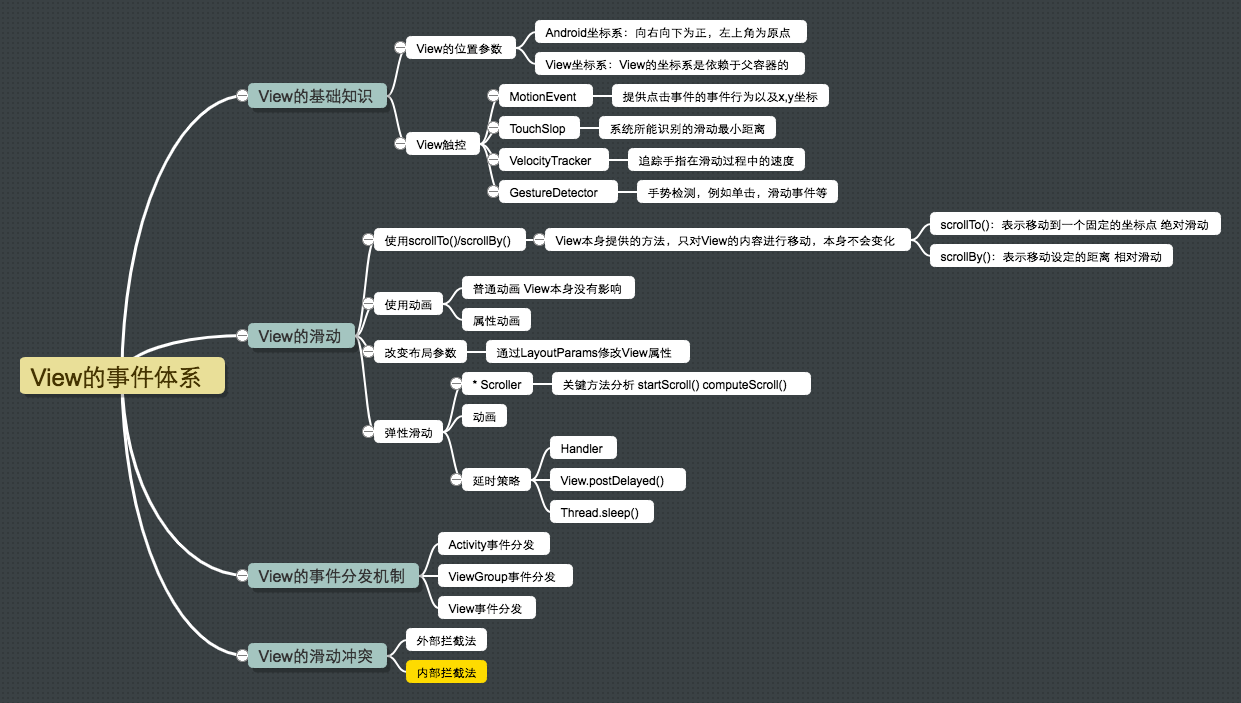 View的事件体系
View的基础知识
View的位置参数
Android坐标系：向右向下为正，左上角为原点
View坐标系：View的坐标系是依赖于父容器的
View触控
MotionEvent
提供点击事件的事件行为以及x,y坐标
TouchSlop
系统所能识别的滑动最小距离
VelocityTracker
追踪手指在滑动过程中的速度
GestureDetector
手势检测，例如单击，滑动事件等
View的滑动
使用scrollTo()/scrollBy()
View本身提供的方法，只对View的内容进行移动，本身不会变化
scrollTo()：表示移动到一个固定的坐标点 绝对滑动
scrollBy()：表示移动设定的距离 相对滑动
使用动画
普通动画 View本身没有影响
属性动画
改变布局参数
通过LayoutParams修改View属性
弹性滑动
* Scroller
关键方法分析 startScroll() computeScroll()
动画
延时策略
Handler
View.postDelayed()
Thread.sleep()
View的事件分发机制
Activity事件分发
ViewGroup事件分发
View事件分发
View的滑动冲突
外部拦截法
内部拦截法